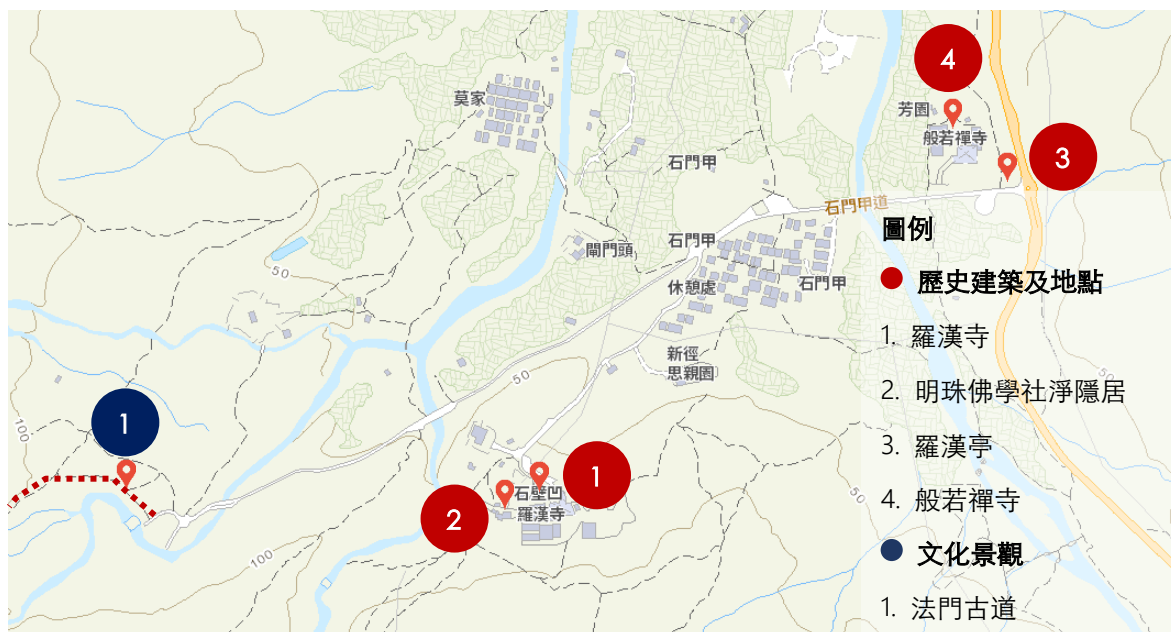 4
莫家
芳園
般若禪寺
3
石門甲
石門甲道
圖例
閘門頭
石門甲
休憩處
石門甲
50
歷史建築及地點
1. 羅漢寺
新徑
思親園
50
50
2. 明珠佛學社淨隱居
100
1
3. 羅漢亭
1
石壁凹
羅漢寺
2
50
4. 般若禪寺
100
文化景觀
1. 法門古道